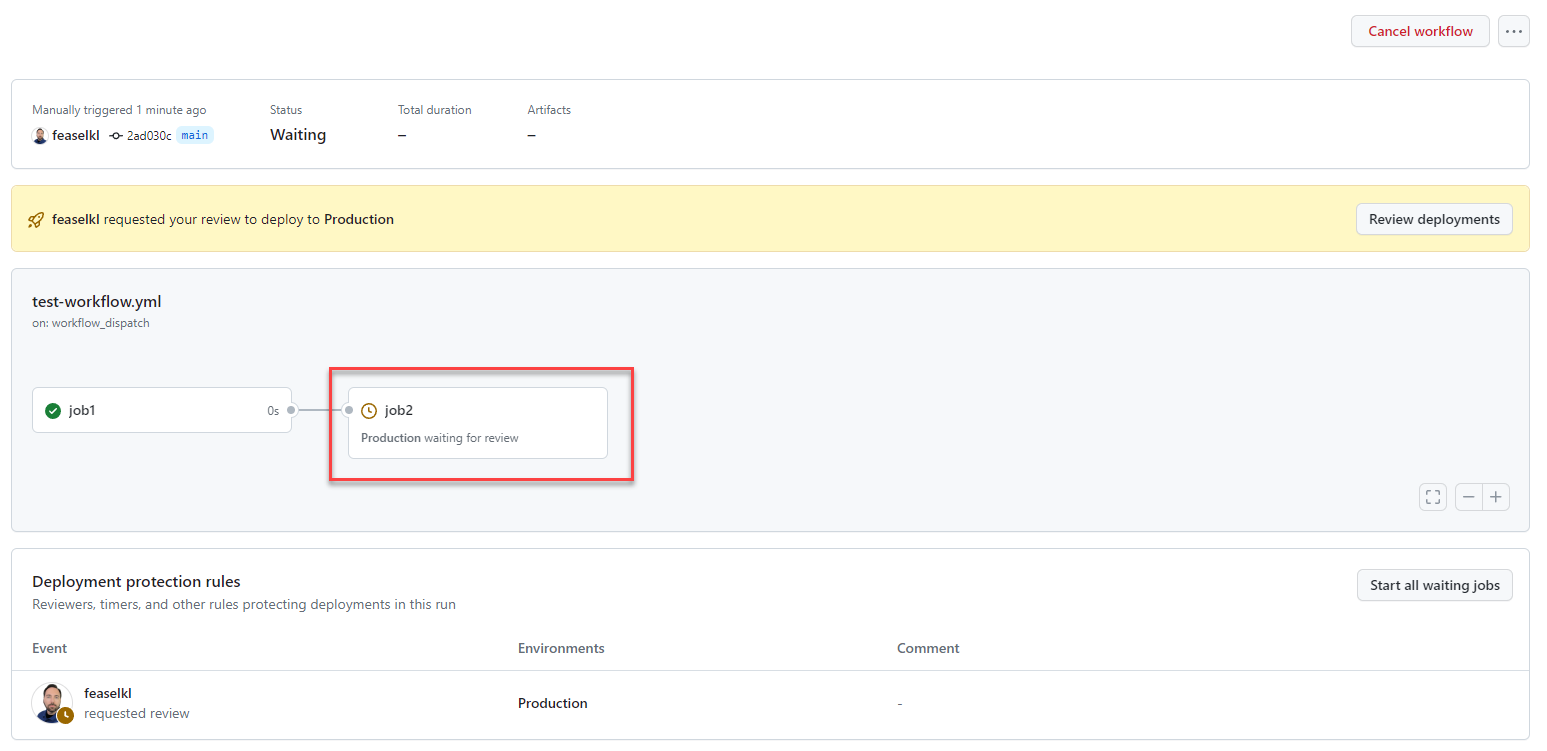 Cancel workflow
Manually triggered 1 minute ago
Status
Total duration
Artifacts
feaselkl 2ad030c main
Waiting
–
–
feaselkl requested your review to deploy to Production
Review deployments
test-workflow.yml
on: workflow_dispatch
job1
0s
job2
Production waiting for review
Deployment protection rules
Start all waiting jobs
Reviewers, timers, and other rules protecting deployments in this run
Event
Environments
Comment
feaselkl
requested review
Production
-